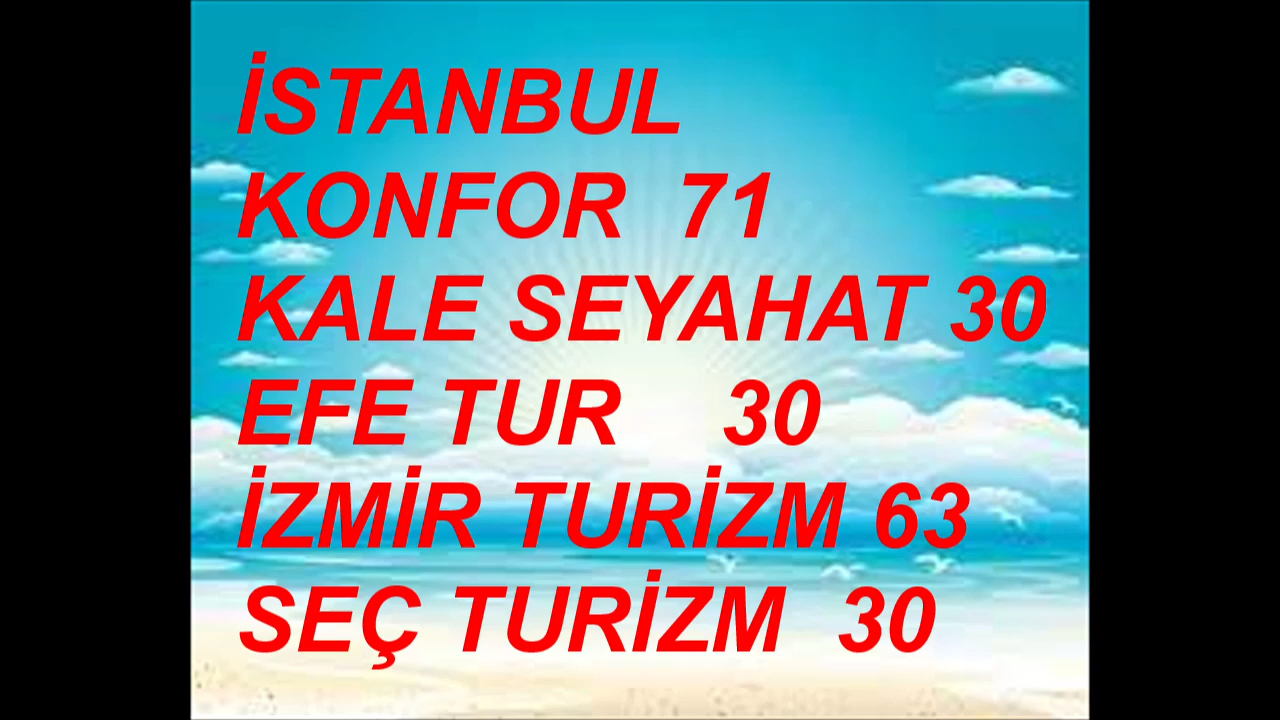 İSTANBUL
KONFOR 71
KALE SEYAHAT 30
EFE TUR 30
İZMİR TURİZM 63
SEÇ TURİZM 30